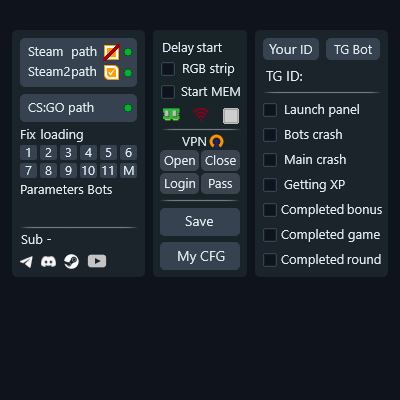 Steam path
Steam2path
CS:GO path
Fix loading
1 2 3 4 5 6
7 8 9 10 11 M
Parameters Bots
Sub -
Delay start
RGB strip
Start MEM
VPN
Open Close
Login Pass
Save
My CFG
Your ID TG Bot
TG ID:
Launch panel
Bots crash
Main crash
Getting XP
Completed bonus
Completed game
Completed round